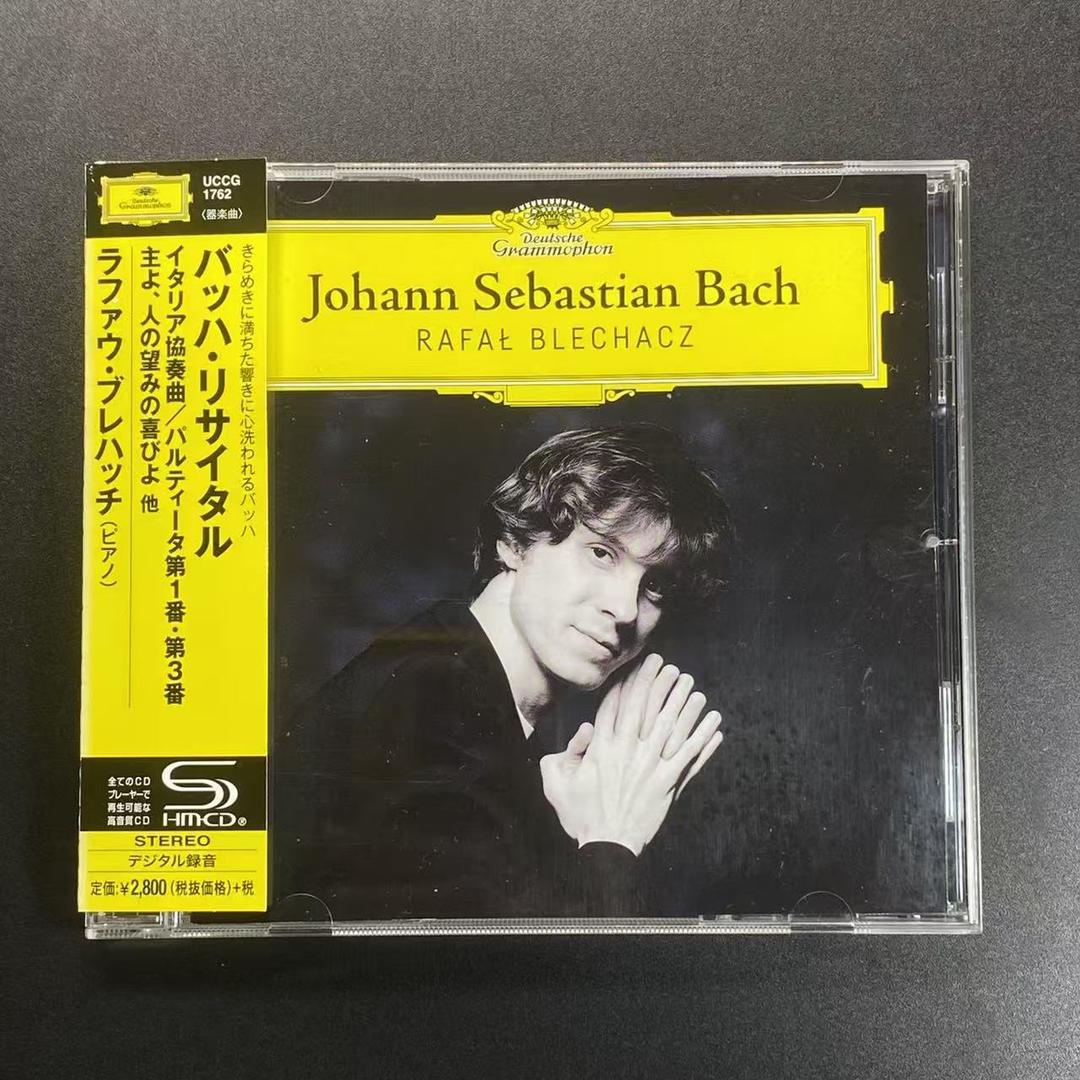 Deutsche
Grammophon
UCCG
1762
〈器楽曲〉
きらめきに満ちた響きに心洗われるバッハ
バッハ・リサイタル
イタリア協奏曲／パルティータ第1番・第3番
主よ、人の望みの喜びよ 他
ラファウ・ブレハッチ（ピアノ）
全てのCD
プレーヤーで
再生可能な
高音質CD
SHM-CD®
STEREO
デジタル録音
定価:¥2,800(税抜価格)+税
Deutsche
Grammophon
Johann Sebastian Bach
RAFAŁ BLECHACZ